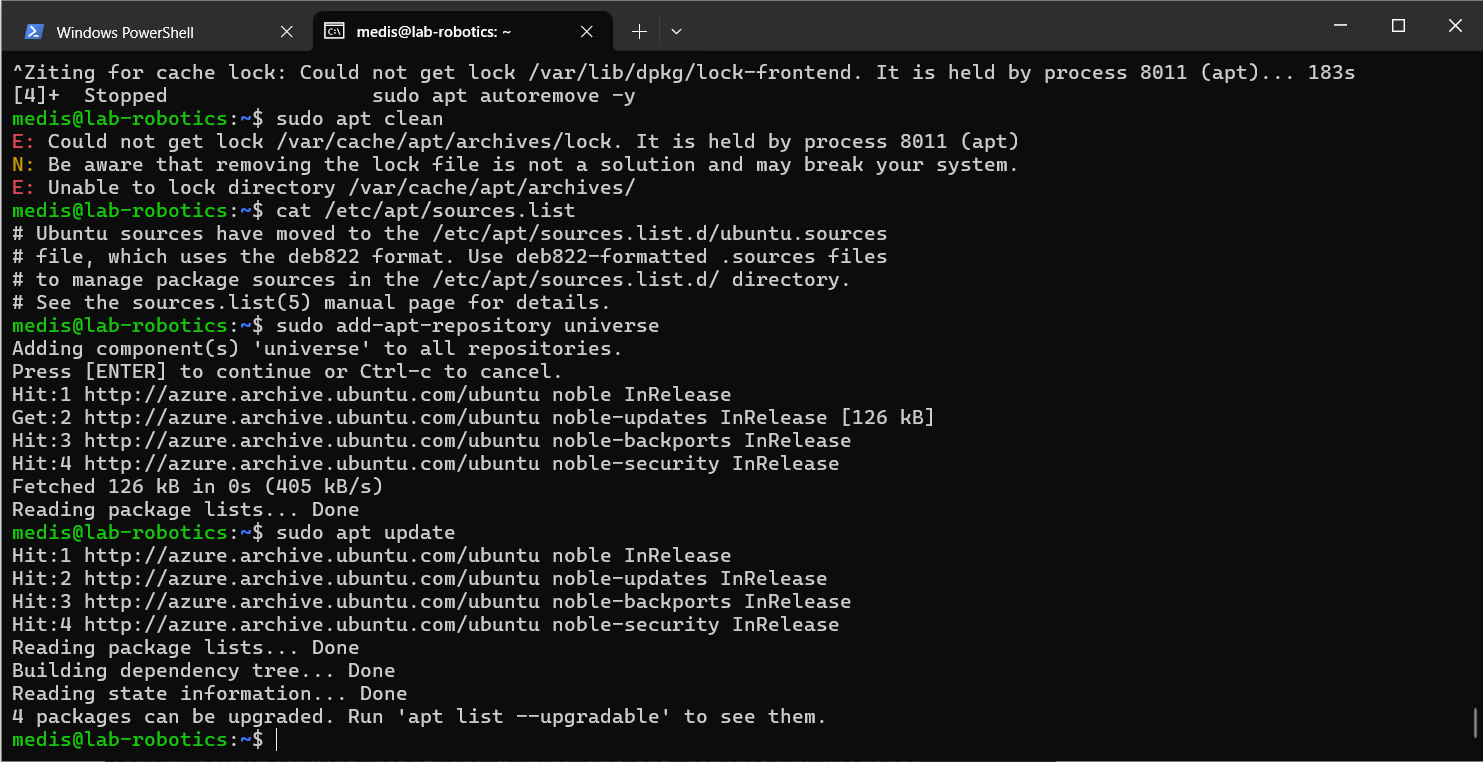 Windows PowerShell
medis@lab-robotics: ~
^Ziting for cache lock: Could not get lock /var/lib/dpkg/lock-frontend. It is held by process 8011 (apt)... 183s
[4]+  Stopped                 sudo apt autoremove -y
medis@lab-robotics:~$ sudo apt clean
E: Could not get lock /var/cache/apt/archives/lock. It is held by process 8011 (apt)
N: Be aware that removing the lock file is not a solution and may break your system.
E: Unable to lock directory /var/cache/apt/archives/
medis@lab-robotics:~$ cat /etc/apt/sources.list
# Ubuntu sources have moved to the /etc/apt/sources.list.d/ubuntu.sources
# file, which uses the deb822 format. Use deb822-formatted .sources files
# to manage package sources in the /etc/apt/sources.list.d/ directory.
# See the sources.list(5) manual page for details.
medis@lab-robotics:~$ sudo add-apt-repository universe
Adding component(s) 'universe' to all repositories.
Press [ENTER] to continue or Ctrl-c to cancel.
Hit:1 http://azure.archive.ubuntu.com/ubuntu noble InRelease
Get:2 http://azure.archive.ubuntu.com/ubuntu noble-updates InRelease [126 kB]
Hit:3 http://azure.archive.ubuntu.com/ubuntu noble-backports InRelease
Hit:4 http://azure.archive.ubuntu.com/ubuntu noble-security InRelease
Fetched 126 kB in 0s (405 kB/s)
Reading package lists... Done
medis@lab-robotics:~$ sudo apt update
Hit:1 http://azure.archive.ubuntu.com/ubuntu noble InRelease
Hit:2 http://azure.archive.ubuntu.com/ubuntu noble-updates InRelease
Hit:3 http://azure.archive.ubuntu.com/ubuntu noble-backports InRelease
Hit:4 http://azure.archive.ubuntu.com/ubuntu noble-security InRelease
Reading package lists... Done
Building dependency tree... Done
Reading state information... Done
4 packages can be upgraded. Run 'apt list --upgradable' to see them.
medis@lab-robotics:~$